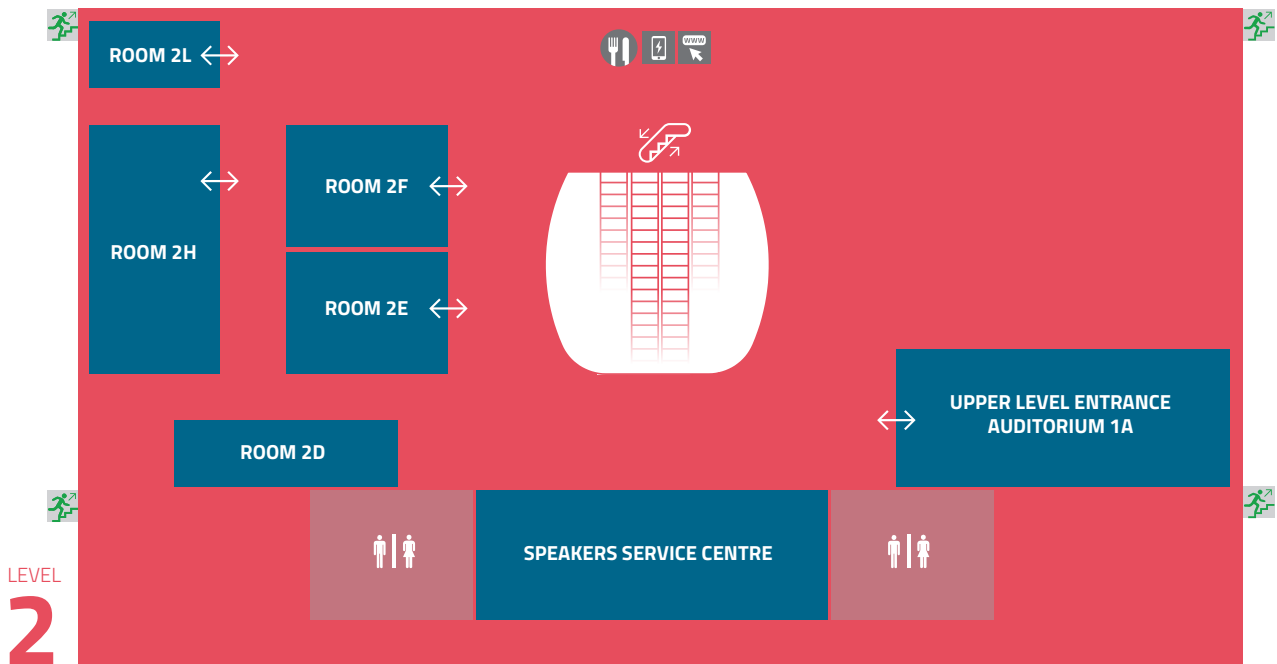 ROOM 2L
WWW
ROOM 2F
ROOM 2H
ROOM 2E
UPPER LEVEL ENTRANCE
AUDITORIUM 1A
ROOM 2D
SPEAKERS SERVICE CENTRE
LEVEL
2